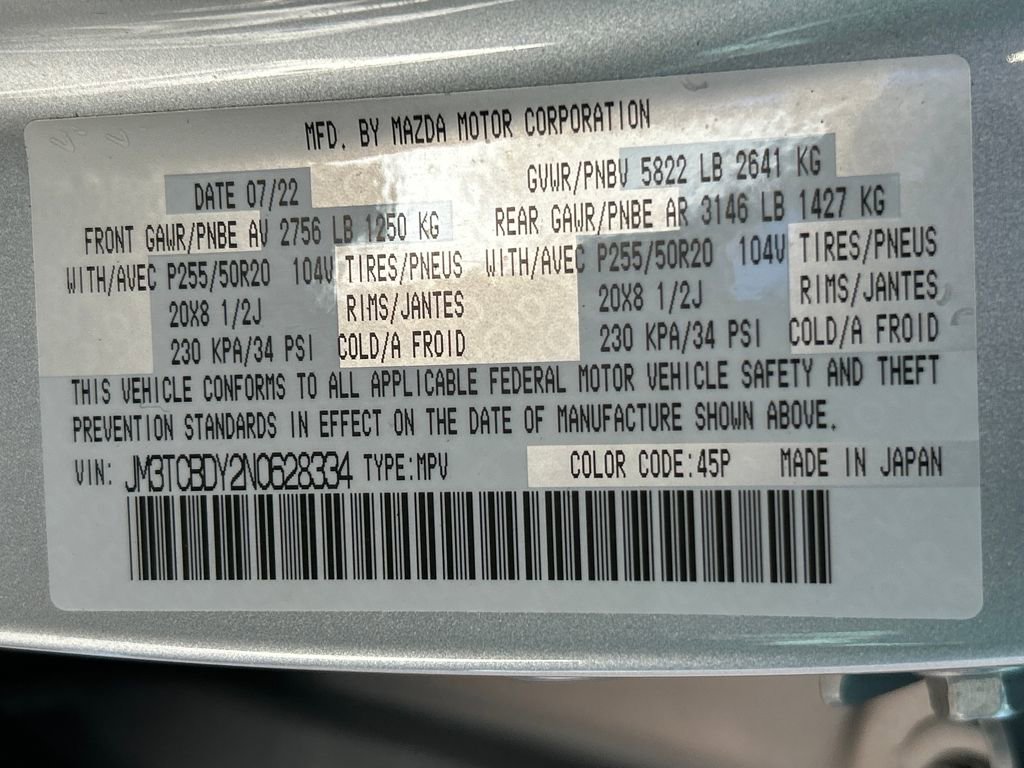 MFD. BY MAZDA MOTOR CORPORATION
DATE 07/22 GVWR/PNBV 5822 LB 2641 KG
FRONT GAWR/PNBE AV 2756 LB 1250 KG REAR GAWR/PNBE AR 3146 LB 1427 KG
WITH/AVEC P255/50R20 104V TIRES/PNEUS WITH/AVEC P255/50R20 104V TIRES/PNEUS
20X8 1/2J RIMS/JANTES 20X8 1/2J RIMS/JANTES
230 KPA/34 PSI COLD/A FROID 230 KPA/34 PSI COLD/A FROID
THIS VEHICLE CONFORMS TO ALL APPLICABLE FEDERAL MOTOR VEHICLE SAFETY AND THEFT
PREVENTION STANDARDS IN EFFECT ON THE DATE OF MANUFACTURE SHOWN ABOVE.
VIN: JM3TCBDY2N0628334 TYPE:MPV COLOR CODE:45P MADE IN JAPAN